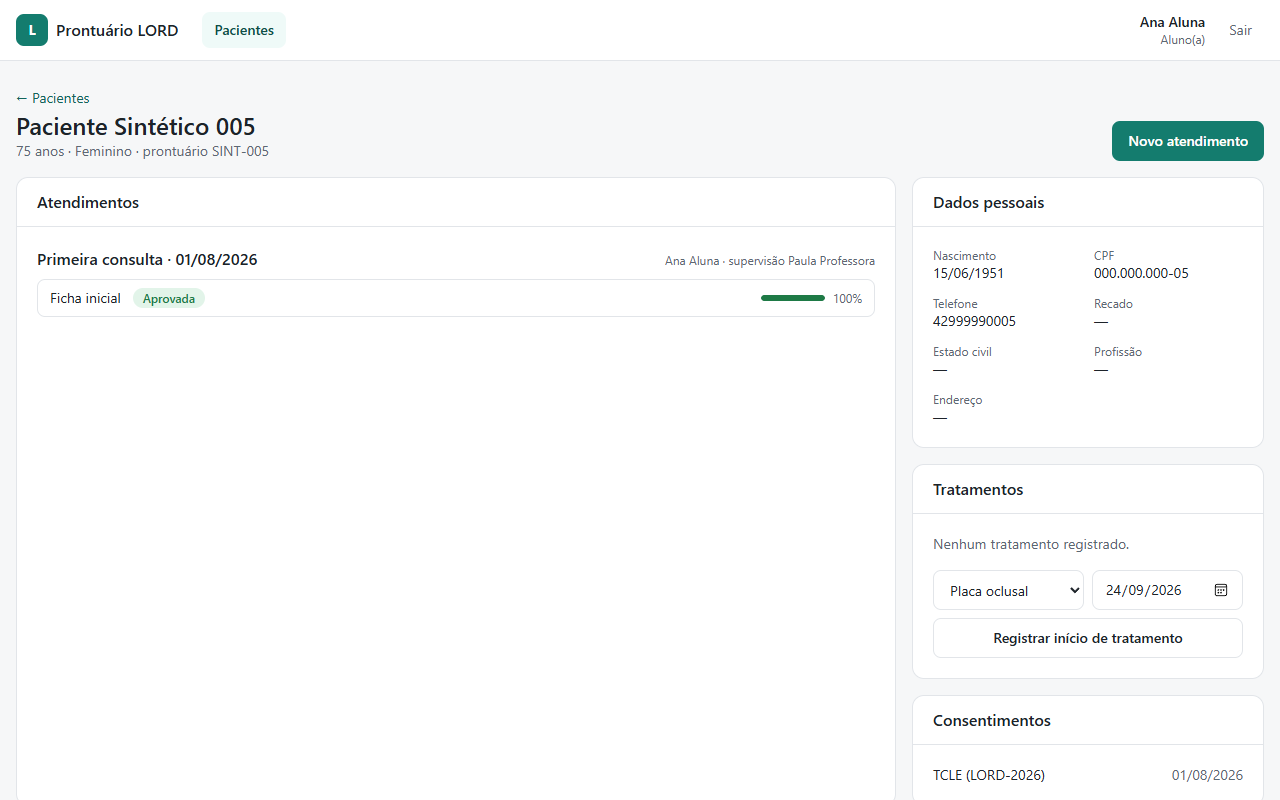 L Prontuário LORD Pacientes
Ana Aluna
Aluno(a)
Sair
← Pacientes
Paciente Sintético 005
75 anos · Feminino · prontuário SINT-005
Novo atendimento
Atendimentos
Primeira consulta · 01/08/2026
Ana Aluna · supervisão Paula Professora
Ficha inicial Aprovada 100%
Dados pessoais
Nascimento
15/06/1951
CPF
000.000.000-05
Telefone
42999990005
Recado
—
Estado civil
—
Profissão
—
Endereço
—
Tratamentos
Nenhum tratamento registrado.
Placa oclusal 24/09/2026
Registrar início de tratamento
Consentimentos
TCLE (LORD-2026) 01/08/2026